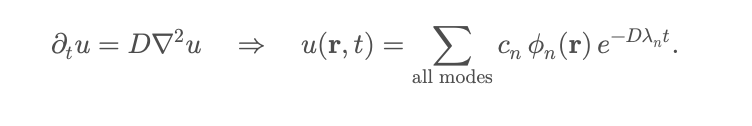 ∂ₜu = D∇²u ⇒ u(𝐫, t) = ∑ cₙ ϕₙ(𝐫) e^{−Dλₙt}.
all modes